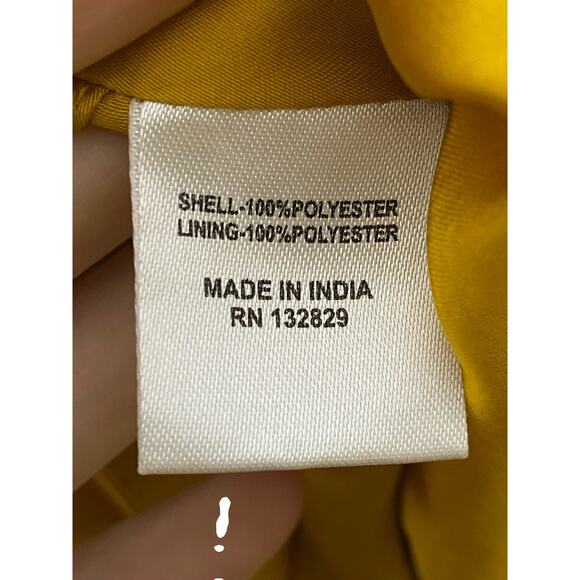 SHELL-100%POLYESTER
LINING-100%POLYESTER
MADE IN INDIA
RN 132829